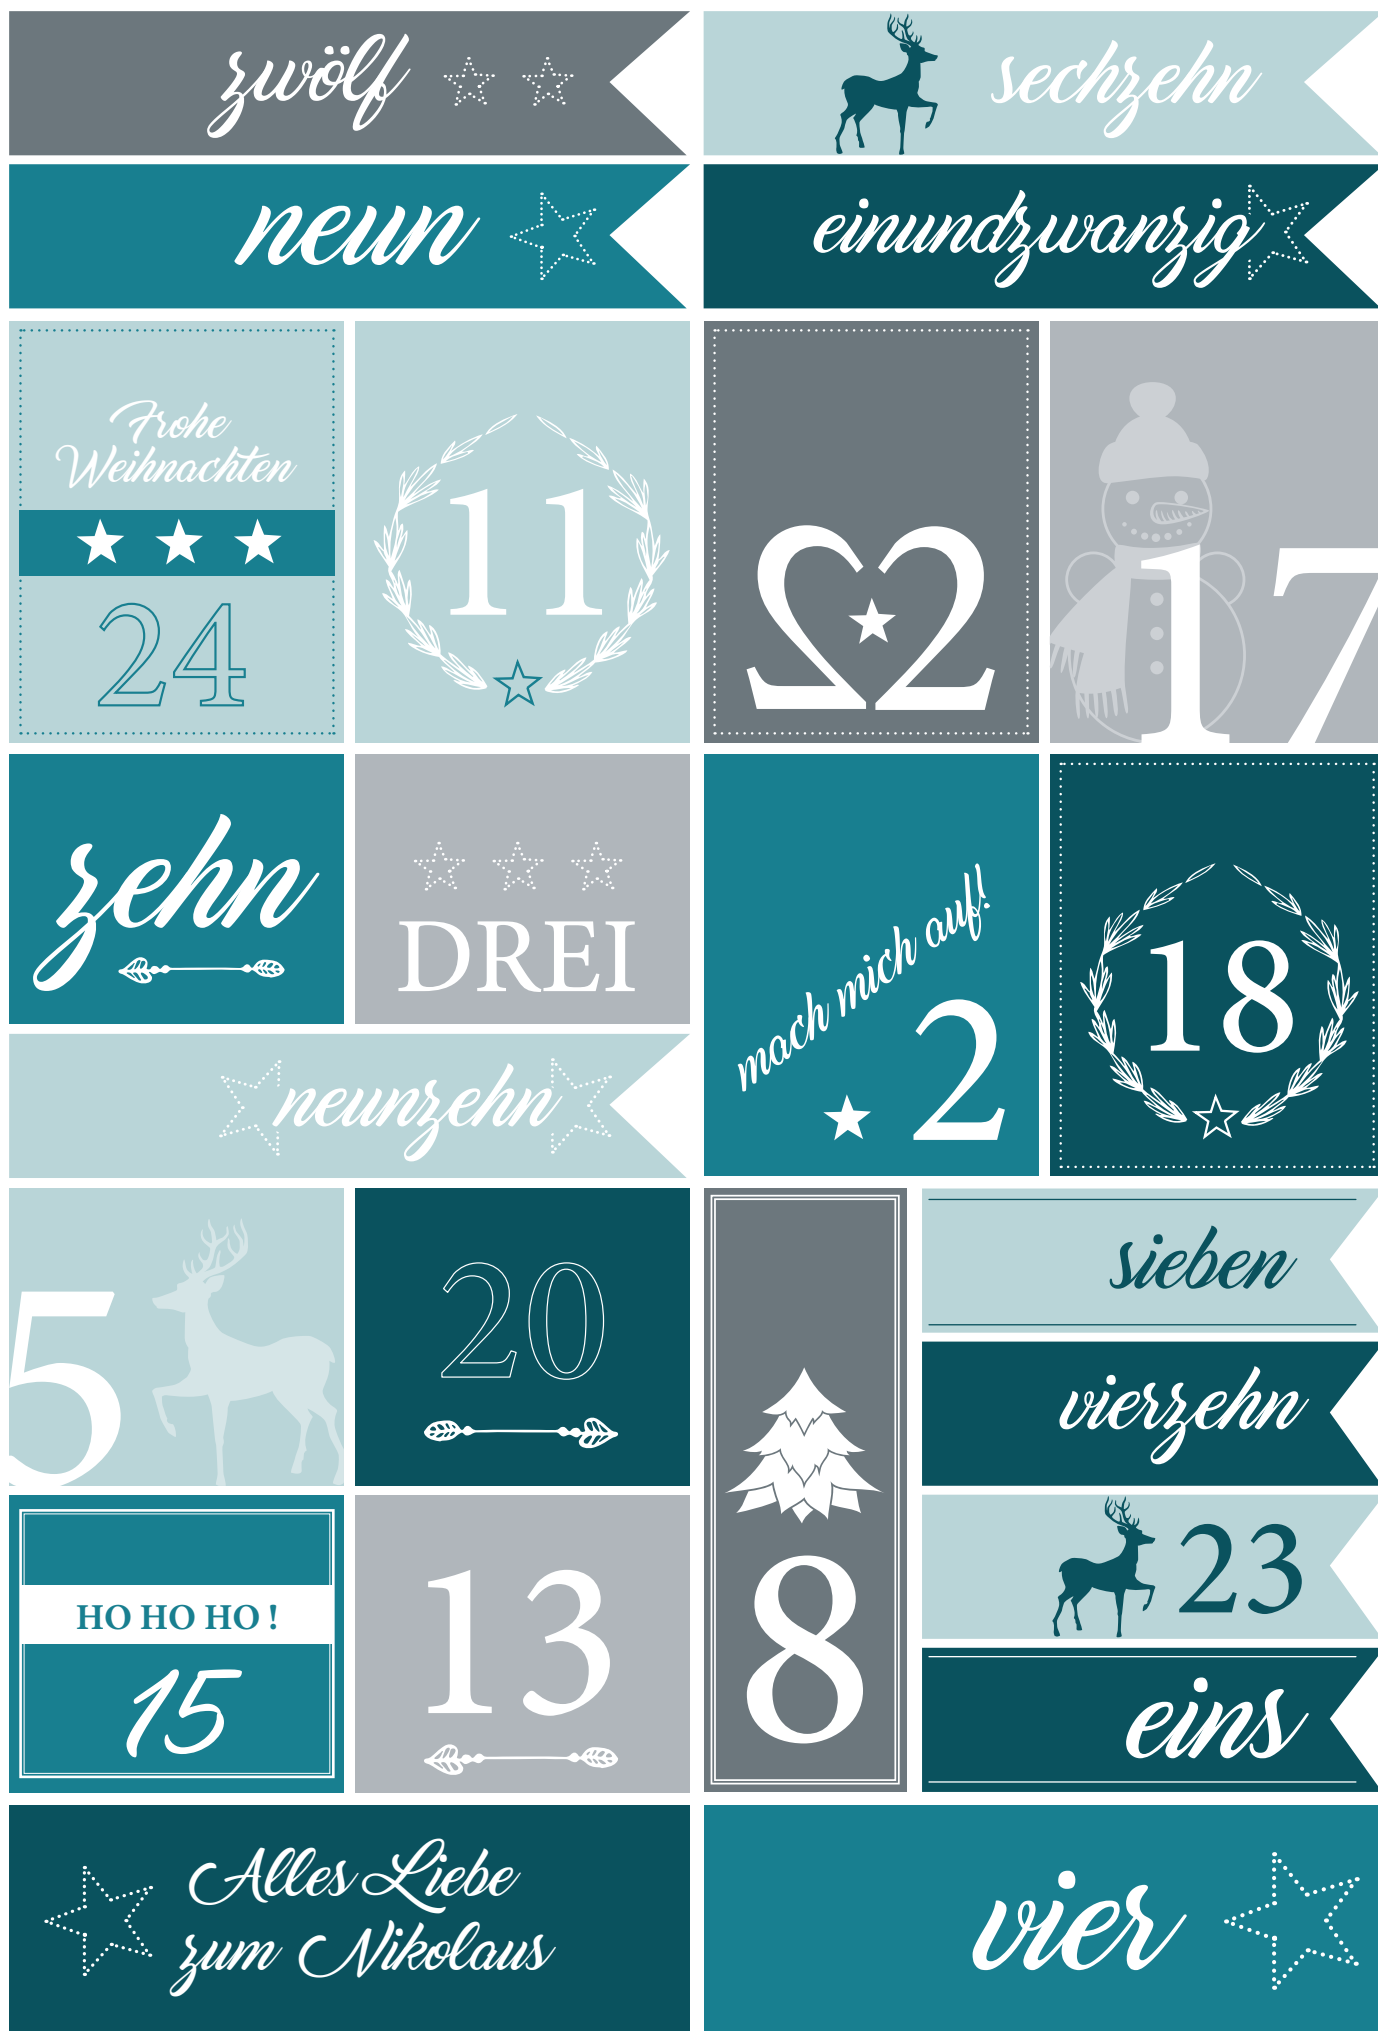 zwölf
sechzehn
neun
einundzwanzig
Frohe
Weihnachten
24
11
22
17
zehn
DREI
mach mich auf!
2
18
neunzehn
5
20
8
sieben
vierzehn
23
eins
HO HO HO !
15
13
Alles Liebe
zum Nikolaus
vier